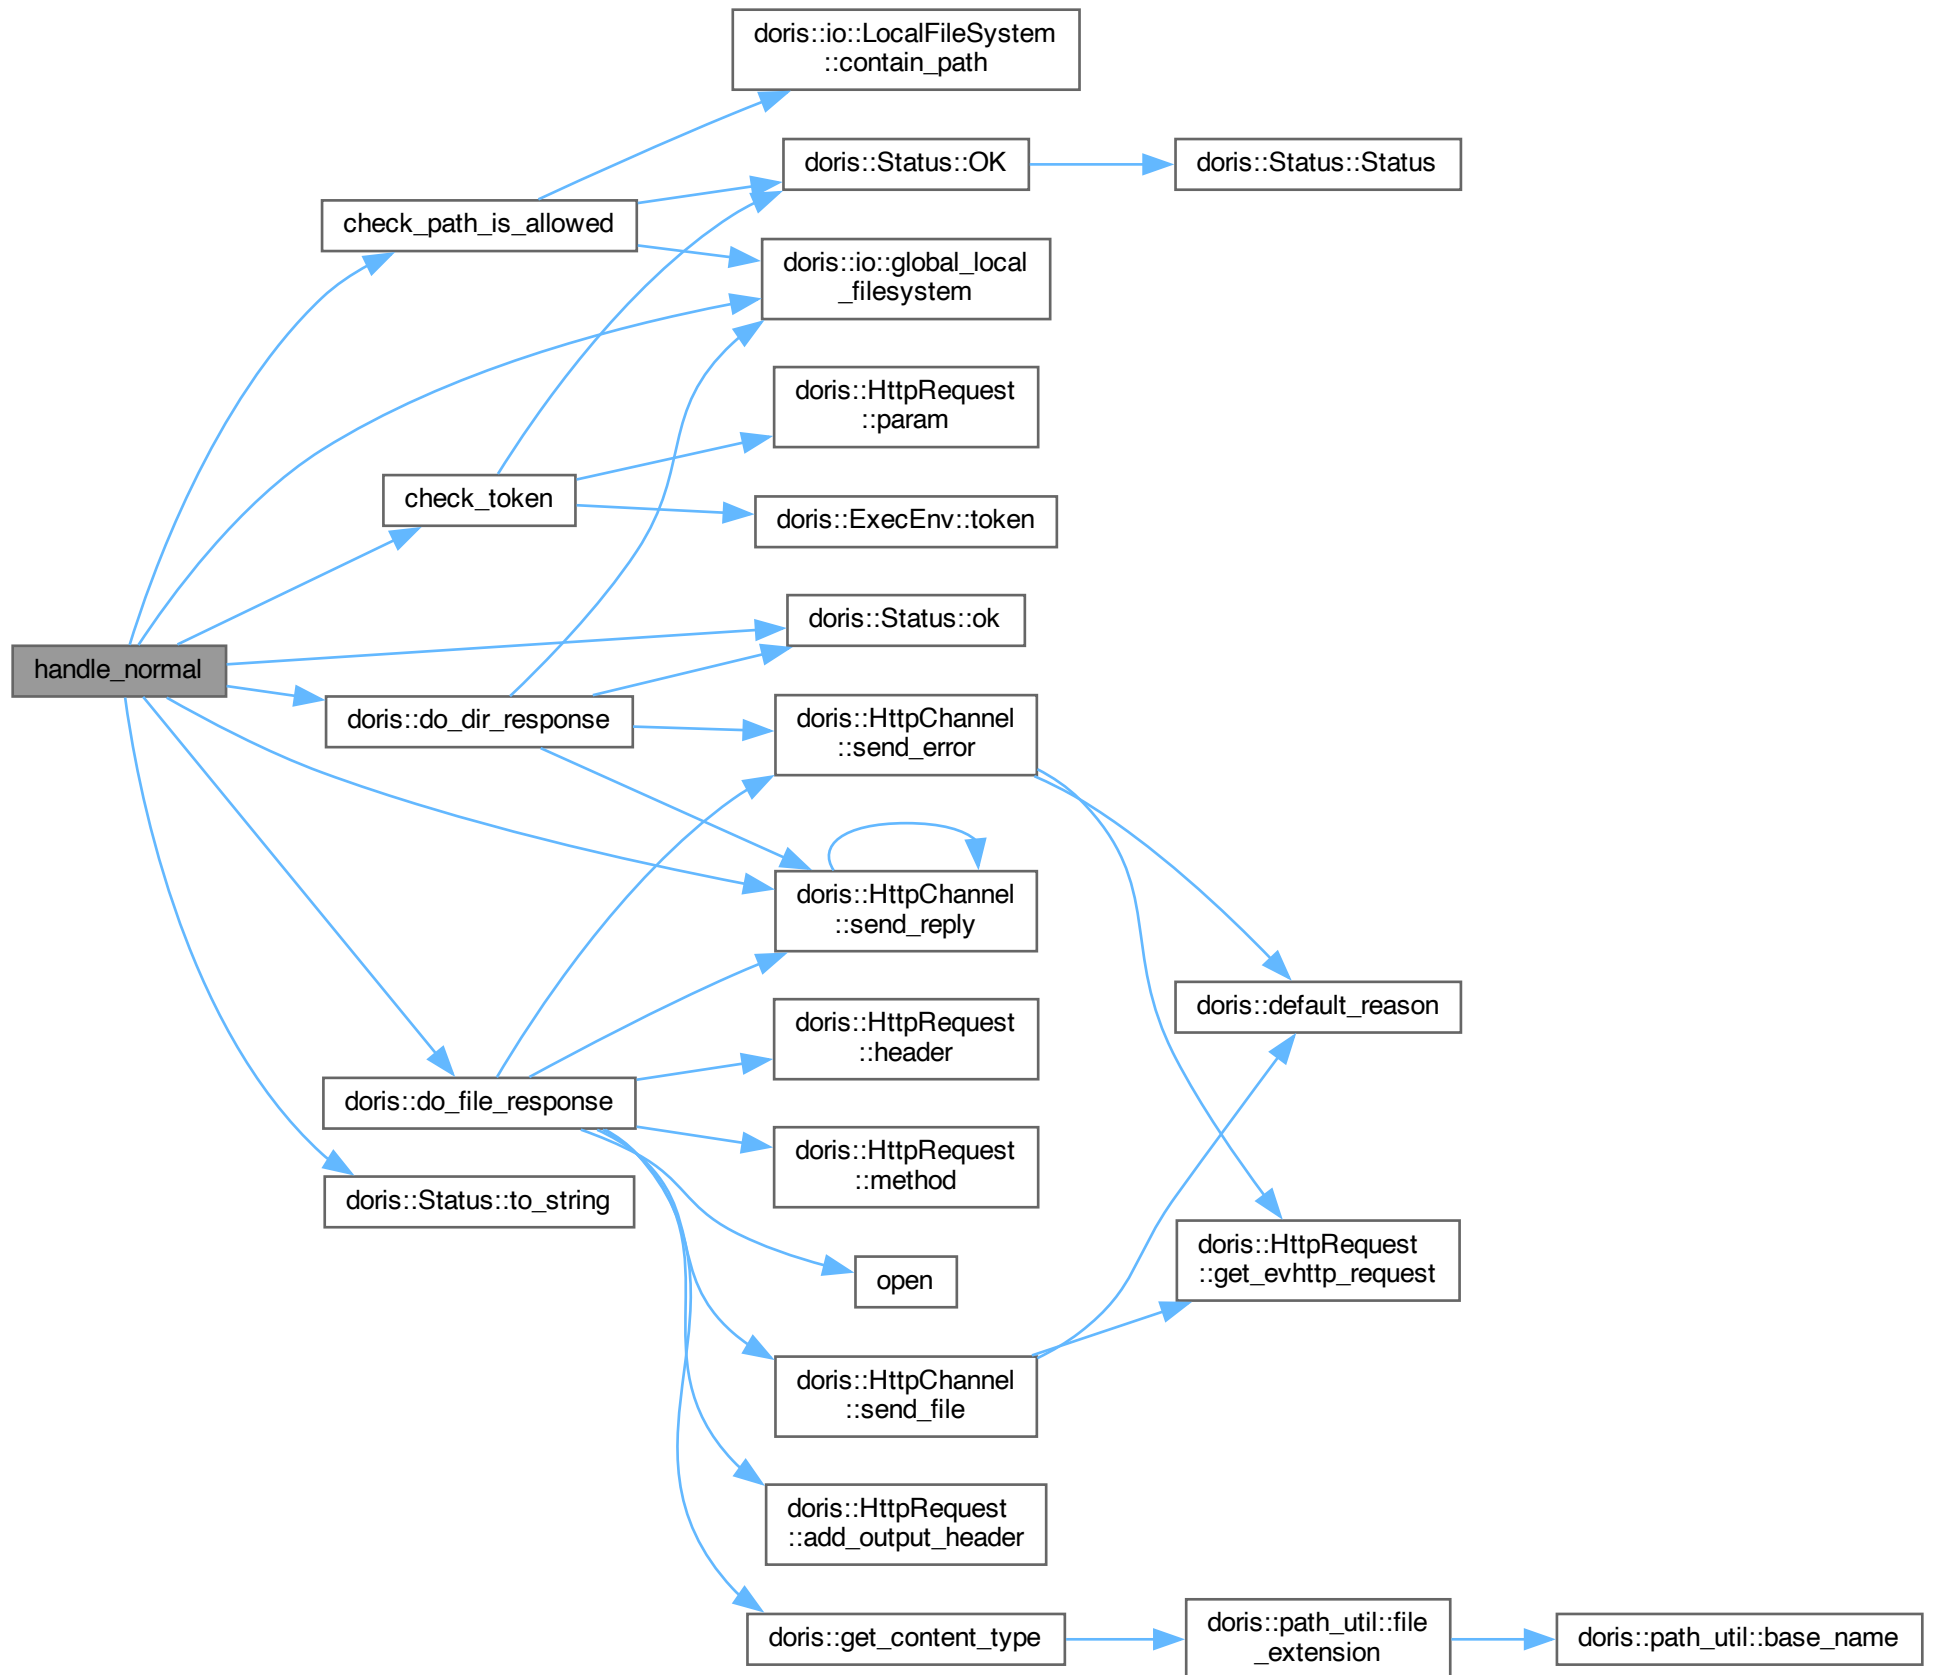 doris::io::LocalFileSystem
::contain_path
doris::Status::OK
doris::Status::Status
check_path_is_allowed
doris::io::global_local
_filesystem
doris::HttpRequest
::param
check_token
doris::ExecEnv::token
doris::Status::ok
handle_normal
doris::do_dir_response
doris::HttpChannel
::send_error
doris::HttpChannel
::send_reply
doris::default_reason
doris::HttpRequest
::header
doris::do_file_response
doris::HttpRequest
::method
doris::Status::to_string
doris::HttpRequest
::get_evhttp_request
open
doris::HttpChannel
::send_file
doris::HttpRequest
::add_output_header
doris::get_content_type
doris::path_util::file
_extension
doris::path_util::base_name